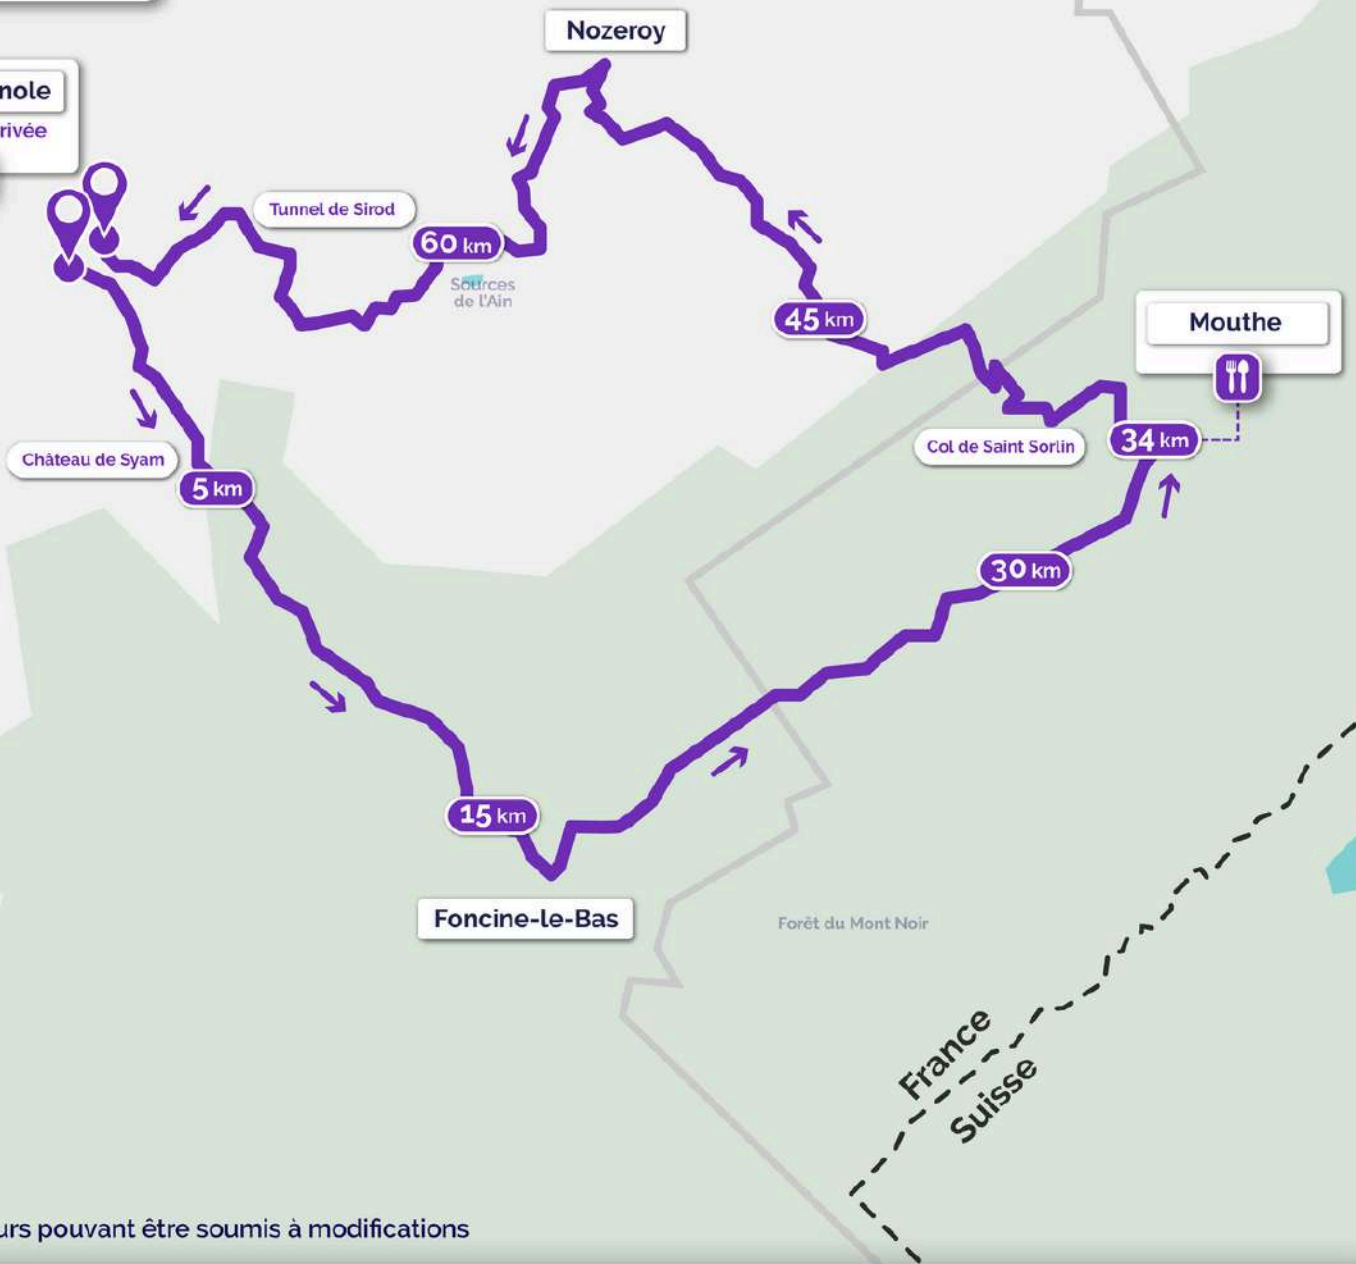 Nozeroy
nole
rivée
Tunnel de Sirod
60 km
Sources
de l'Ain
45 km
Mouthe
34 km
Col de Saint Sorlin
Château de Syam
5 km
30 km
15 km
Foncine-le-Bas
Forêt du Mont Noir
France
Suisse
urs pouvant être soumis à modifications